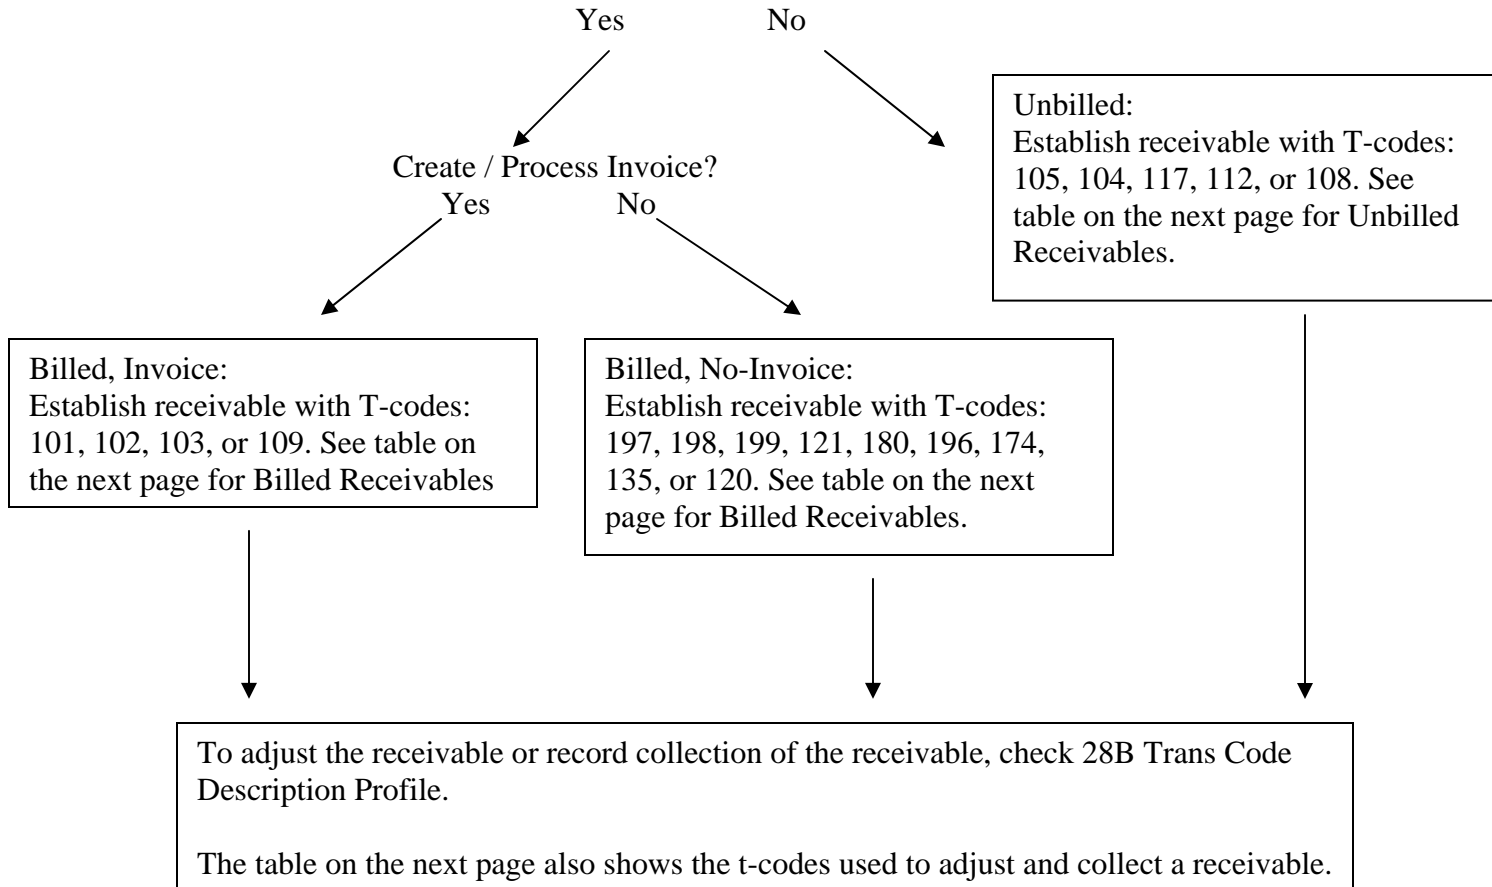 Yes No
Unbilled:
Establish receivable with T-codes:
105, 104, 117, 112, or 108. See
table on the next page for Unbilled
Receivables.
Create / Process Invoice?
Yes No
Billed, Invoice:
Establish receivable with T-codes:
101, 102, 103, or 109. See table on
the next page for Billed Receivables
Billed, No-Invoice:
Establish receivable with T-codes:
197, 198, 199, 121, 180, 196, 174,
135, or 120. See table on the next
page for Billed Receivables.
To adjust the receivable or record collection of the receivable, check 28B Trans Code
Description Profile.
The table on the next page also shows the t-codes used to adjust and collect a receivable.